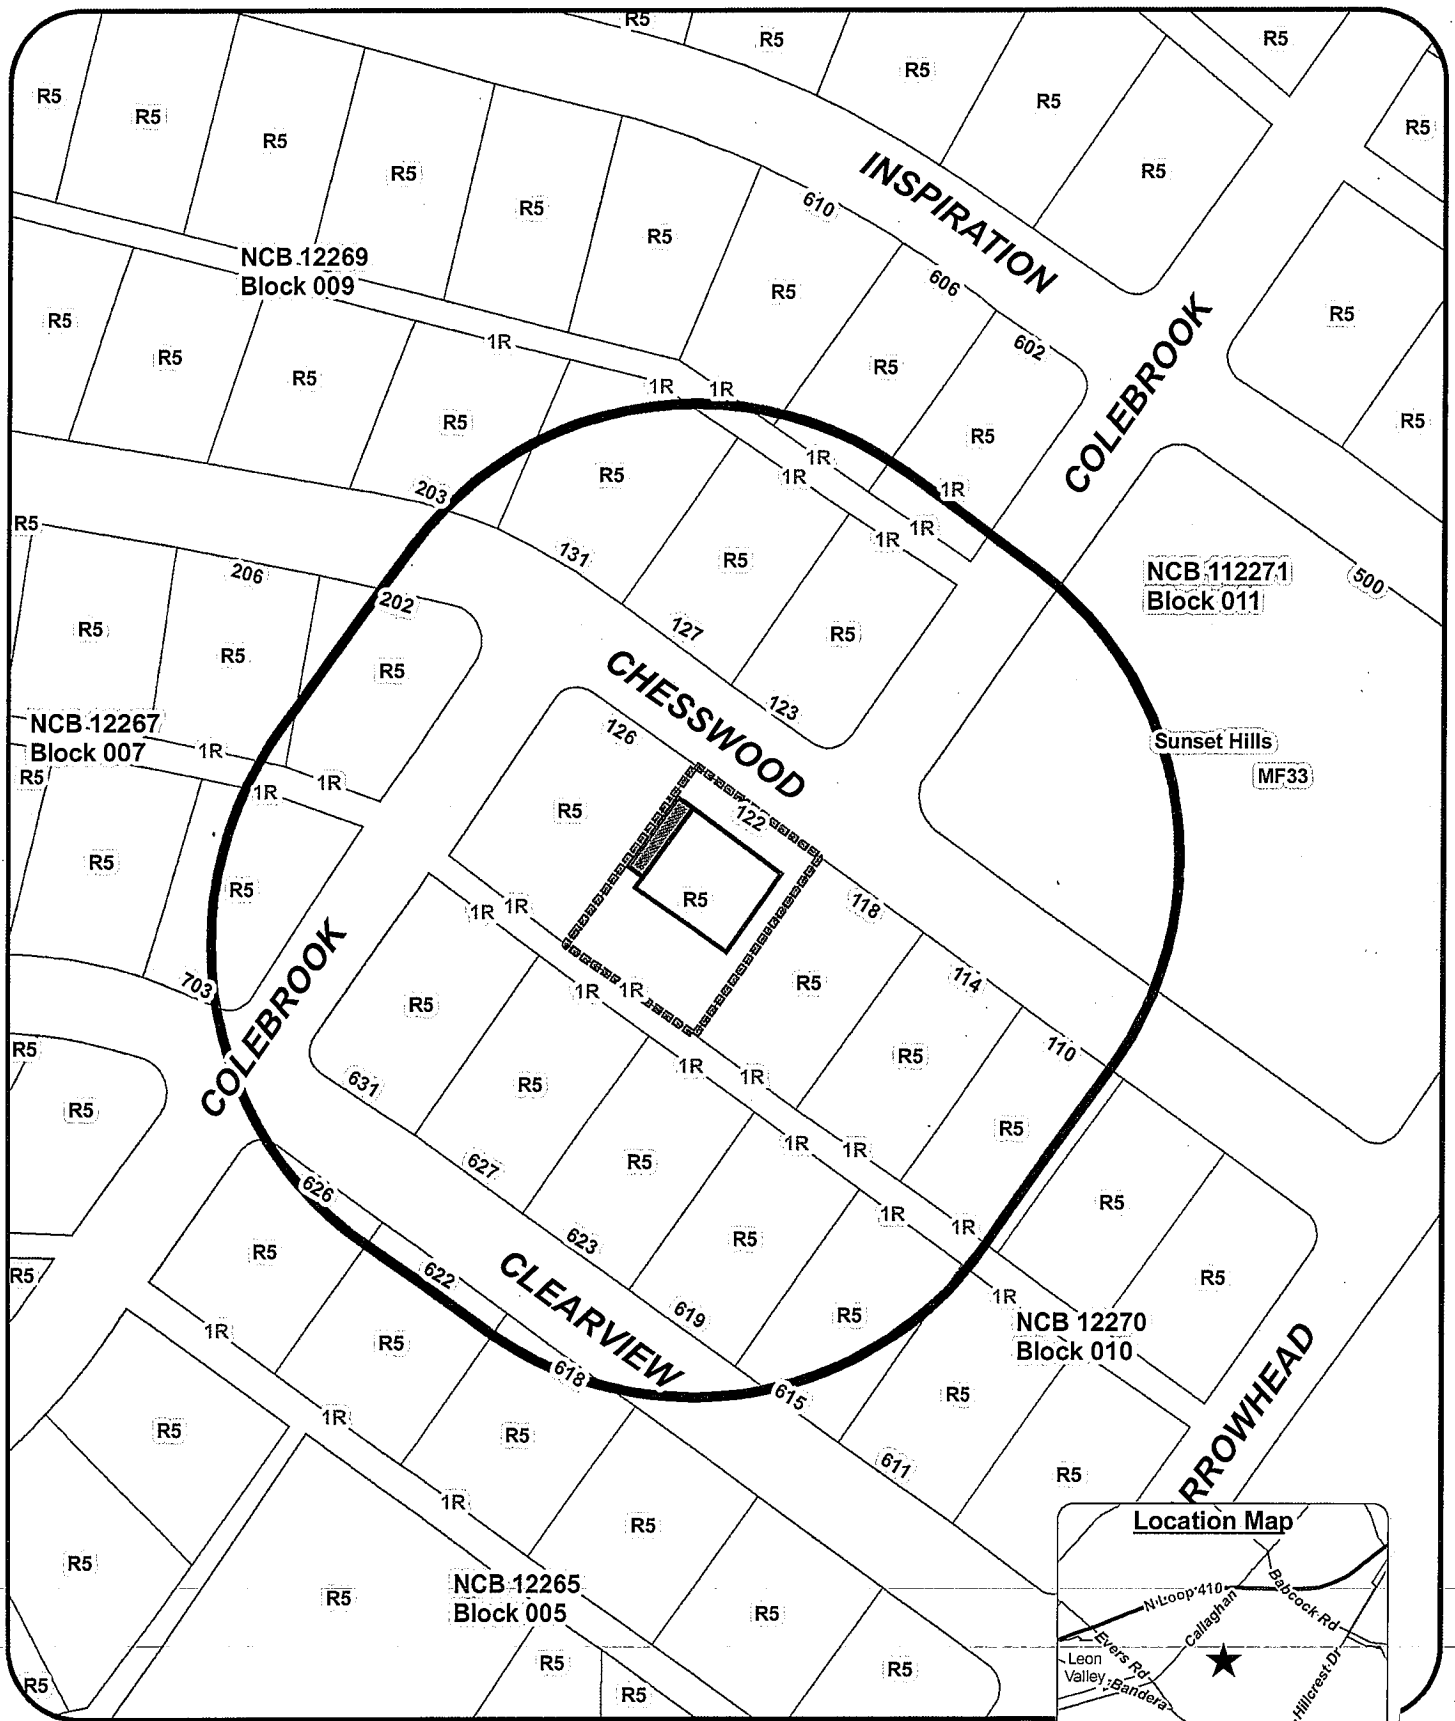 R5
R5
R5
R5
R5
R5
R5
R5
R5
R5
R5
R5
R5
R5
INSPIRATION
610
R5
NCB 12269
Block 009
606
R5
R5
602
COLEBROOK
R5
R5
R5
1R
R5
R5
1R
1R
R5
R5
R5
1R
1R
1R
R5
203
R5
1R
1R
131
R5
NCB 112271
Block 011
500
206
202
R5
127
R5
R5
R5
CHESSWOOD
123
NCB 12267
Block 007
1R
126
Sunset Hills
MF33
R5
1R
1R
R5
122
R5
R5
R5
118
1R
1R
COLEBROOK
703
R5
1R
1R
R5
114
R5
R5
R5
110
631
R5
1R
1R
R5
R5
1R
1R
627
R5
626
R5
1R
1R
R5
R5
623
R5
R5
622
CLEARVIEW
R5
1R
619
R5
NCB 12270
Block 010
1R
R5
618
615
R5
RROWHEAD
1R
R5
R5
611
R5
1R
R5
R5
R5
NCB 12265
Block 005
R5
R5
R5
R5
R5
Location Map
N Loop 410
Babcock Rd
Callaghan
Evers Rd
Leon
Valley
Bandera
Hillcrest Dr